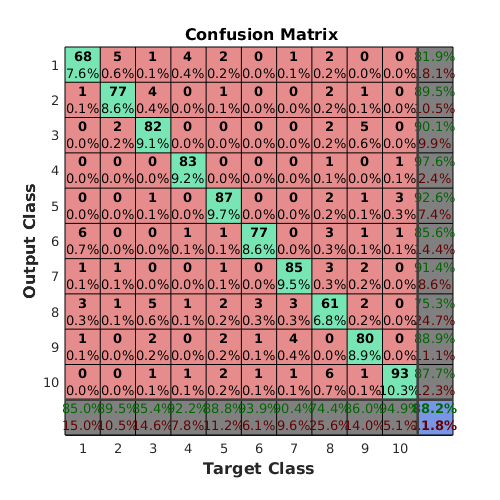 Confusion Matrix
1 68 5 1 4 2 0 1 2 0 0 81.9%
7.6% 0.6% 0.1% 0.4% 0.2% 0.0% 0.1% 0.2% 0.0% 0.0% 18.1%
2 1 77 4 0 1 0 0 2 1 0 89.5%
0.1% 8.6% 0.4% 0.0% 0.1% 0.0% 0.0% 0.2% 0.1% 0.0% 10.5%
3 0 2 82 0 0 0 0 2 5 0 90.1%
0.0% 0.2% 9.1% 0.0% 0.0% 0.0% 0.0% 0.2% 0.6% 0.0% 9.9%
4 0 0 0 83 0 0 0 1 0 1 97.6%
0.0% 0.0% 0.0% 9.2% 0.0% 0.0% 0.0% 0.1% 0.0% 0.1% 2.4%
5 0 0 1 0 87 0 0 2 1 3 92.6%
0.0% 0.0% 0.1% 0.0% 9.7% 0.0% 0.0% 0.2% 0.1% 0.3% 7.4%
6 6 0 0 1 1 77 0 3 1 1 85.6%
0.7% 0.0% 0.0% 0.1% 0.1% 8.6% 0.0% 0.3% 0.1% 0.1% 14.4%
7 1 1 0 0 1 0 85 3 2 0 91.4%
0.1% 0.1% 0.0% 0.0% 0.1% 0.0% 9.5% 0.3% 0.2% 0.0% 8.6%
8 3 1 5 1 2 3 3 61 2 0 75.3%
0.3% 0.1% 0.6% 0.1% 0.2% 0.3% 0.3% 6.8% 0.2% 0.0% 24.7%
9 1 0 2 0 2 1 4 0 80 0 88.9%
0.1% 0.0% 0.2% 0.0% 0.2% 0.1% 0.4% 0.0% 8.9% 0.0% 11.1%
10 0 0 1 1 2 1 1 6 1 93 87.7%
0.0% 0.0% 0.1% 0.1% 0.2% 0.1% 0.1% 0.7% 0.1% 10.3% 12.3%
85.0% 89.5% 85.4% 92.2% 88.8% 93.9% 90.4% 74.4% 86.0% 94.9% 88.2%
15.0% 10.5% 14.6% 7.8% 11.2% 6.1% 9.6% 25.6% 14.0% 5.1% 11.8%
1 2 3 4 5 6 7 8 9 10
Target Class
Output Class